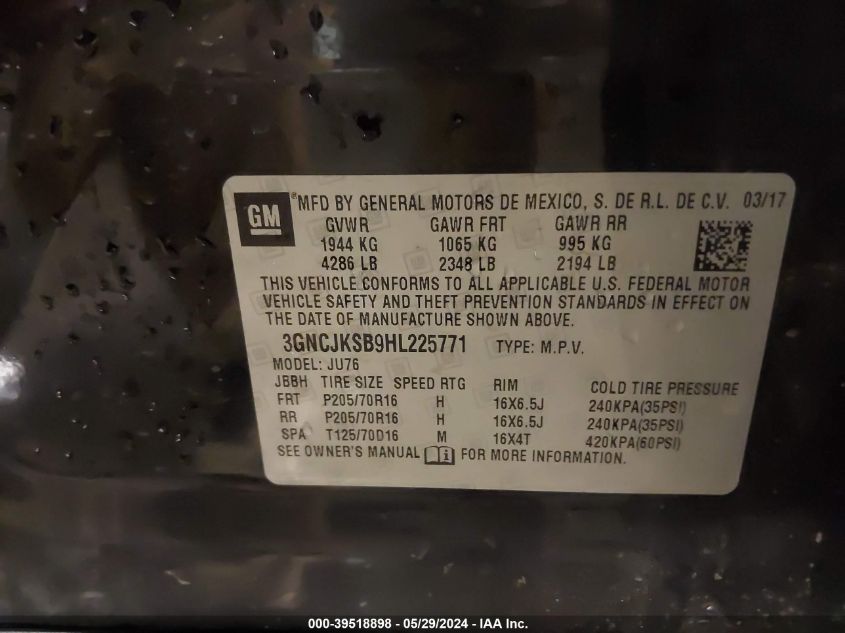 GM
*MFD BY GENERAL MOTORS DE MEXICO, S. DE R.L. DE C.V. 03/17
GVWR GAWR FRT GAWR RR
1944 KG 1065 KG 995 KG
4286 LB 2348 LB 2194 LB
THIS VEHICLE CONFORMS TO ALL APPLICABLE U.S. FEDERAL MOTOR
VEHICLE SAFETY AND THEFT PREVENTION STANDARDS IN EFFECT ON
THE DATE OF MANUFACTURE SHOWN ABOVE.
3GNCJKSB9HL225771 TYPE: M.P.V.
MODEL: JU76
JBBH TIRE SIZE SPEED RTG RIM COLD TIRE PRESSURE
FRT P205/70R16 H 16X6.5J 240KPA(35PSI)
RR P205/70R16 H 16X6.5J 240KPA(35PSI)
SPA T125/70D16 M 16X4T 420KPA(60PSI)
SEE OWNER'S MANUAL FOR MORE INFORMATION.
000-39518898 - 05/29/2024 - IAA Inc.